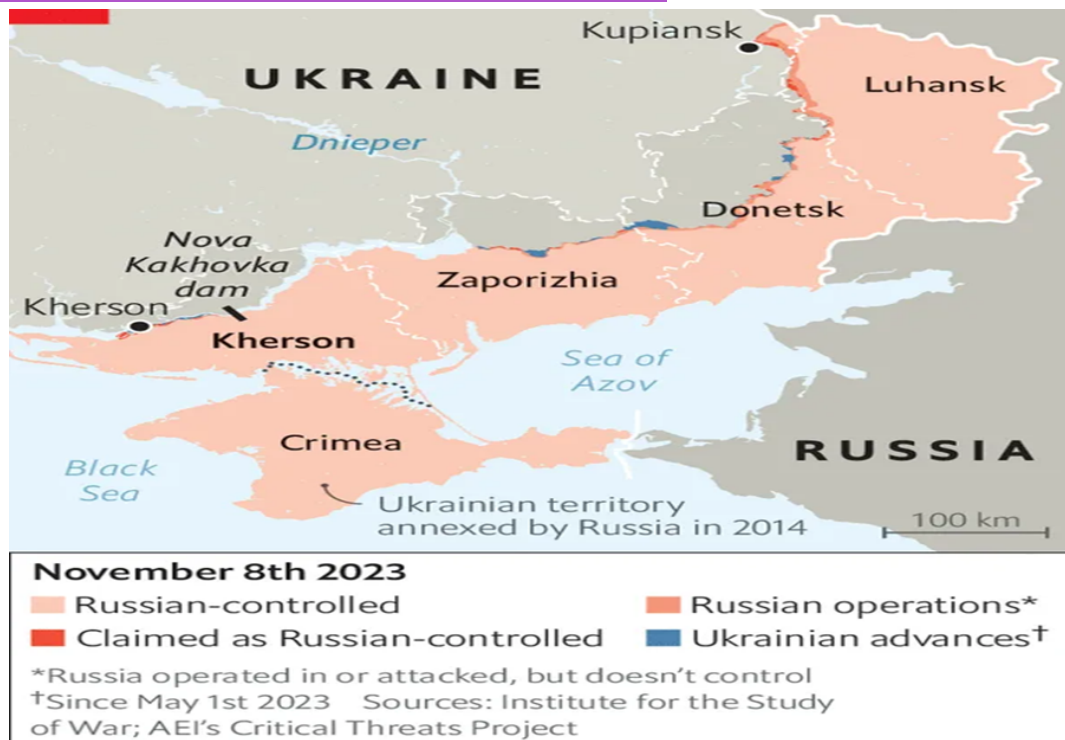 Kupiansk
UKRAINE
Luhansk
Dnieper
Donetsk
Nova
Kakhovka
dam
Zaporizhia
Kherson
Kherson
Sea of
Azov
Crimea
RUSSIA
Black
Sea
Ukrainian territory
annexed by Russia in 2014
100 km
November 8th 2023
Russian-controlled
Russian operations*
Claimed as Russian-controlled
Ukrainian advances†
*Russia operated in or attacked, but doesn't control
†Since May 1st 2023 Sources: Institute for the Study
of War; AEI's Critical Threats Project